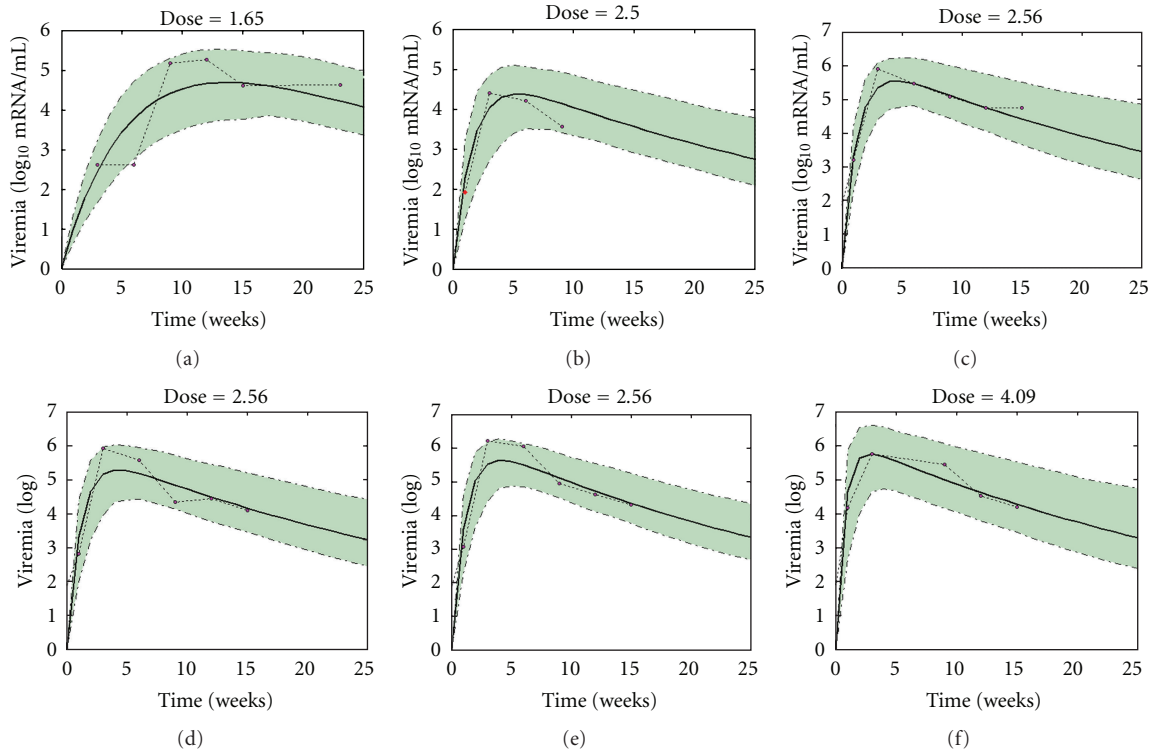 Dose = 1.65
Viremia (log10 mRNA/mL)
6
5
4
3
2
1
0
0 5 10 15 20 25
Time (weeks)
(a)
Dose = 2.5
Viremia (log10 mRNA/mL)
6
5
4
3
2
1
0
0 5 10 15 20 25
Time (weeks)
(b)
Dose = 2.56
Viremia (log10 mRNA/mL)
7
6
5
4
3
2
1
0
0 5 10 15 20 25
Time (weeks)
(c)
Dose = 2.56
Viremia (log)
7
6
5
4
3
2
1
0
0 5 10 15 20 25
Time (weeks)
(d)
Dose = 2.56
Viremia (log)
7
6
5
4
3
2
1
0
0 5 10 15 20 25
Time (weeks)
(e)
Dose = 4.09
Viremia (log)
7
6
5
4
3
2
1
0
0 5 10 15 20 25
Time (weeks)
(f)